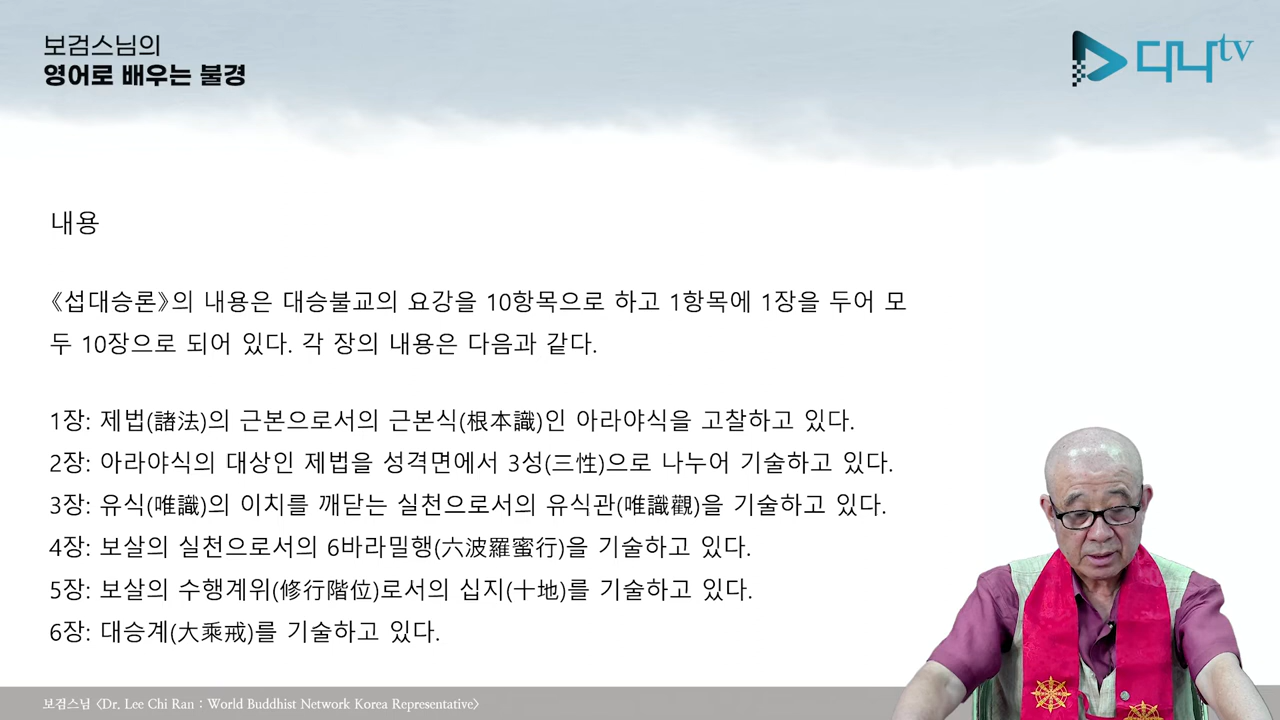 보검스님의
영어로 배우는 불경
다나tv
내용
《섭대승론》의 내용은 대승불교의 요강을 10항목으로 하고 1항목에 1장을 두어 모
두 10장으로 되어 있다. 각 장의 내용은 다음과 같다.
1장: 제법(諸法)의 근본으로서의 근본식(根本識)인 아라야식을 고찰하고 있다.
2장: 아라야식의 대상인 제법을 성격면에서 3성(三性)으로 나누어 기술하고 있다.
3장: 유식(唯識)의 이치를 깨닫는 실천으로서의 유식관(唯識觀)을 기술하고 있다.
4장: 보살의 실천으로서의 6바라밀행(六波羅蜜行)을 기술하고 있다.
5장: 보살의 수행계위(修行階位)로서의 십지(十地)를 기술하고 있다.
6장: 대승계(大乘戒)를 기술하고 있다.
보검스님 <Dr. Lee Chi Ran : World Buddhist Network Korea Representative>